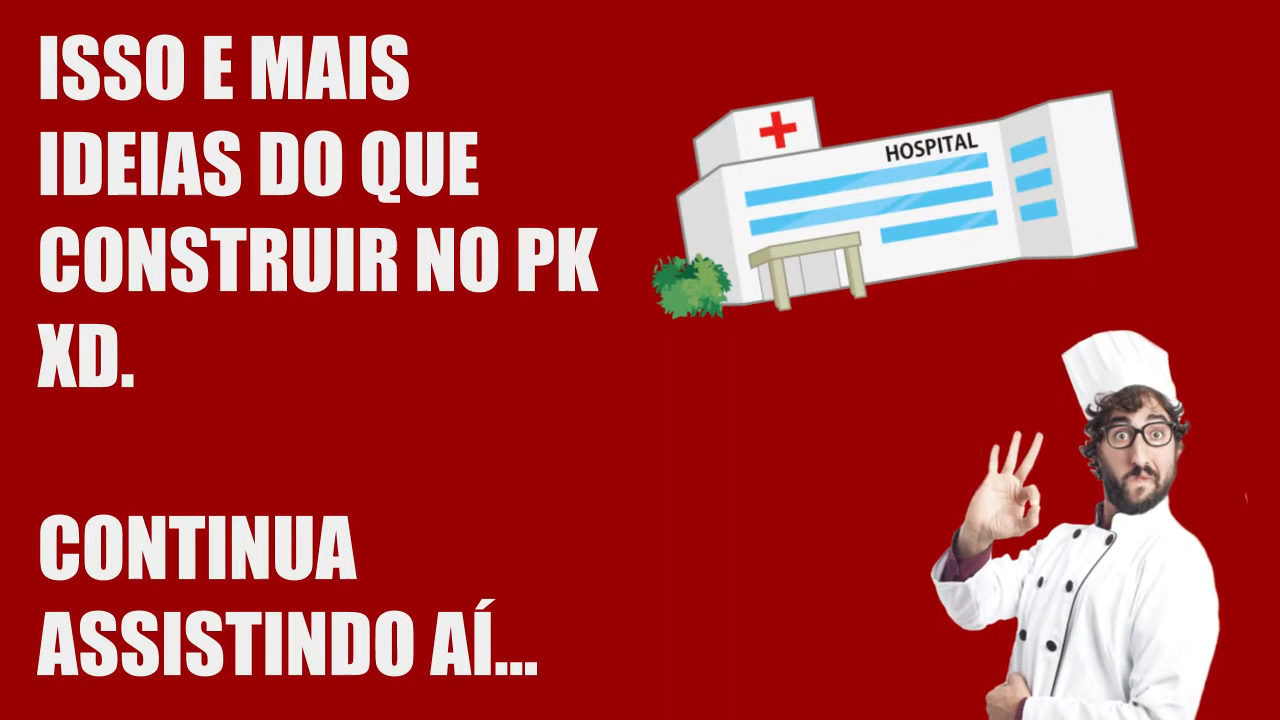 ISSO E MAIS
IDEIAS DO QUE
CONSTRUIR NO PK
XD.
CONTINUA
ASSISTINDO AÍ...
HOSPITAL